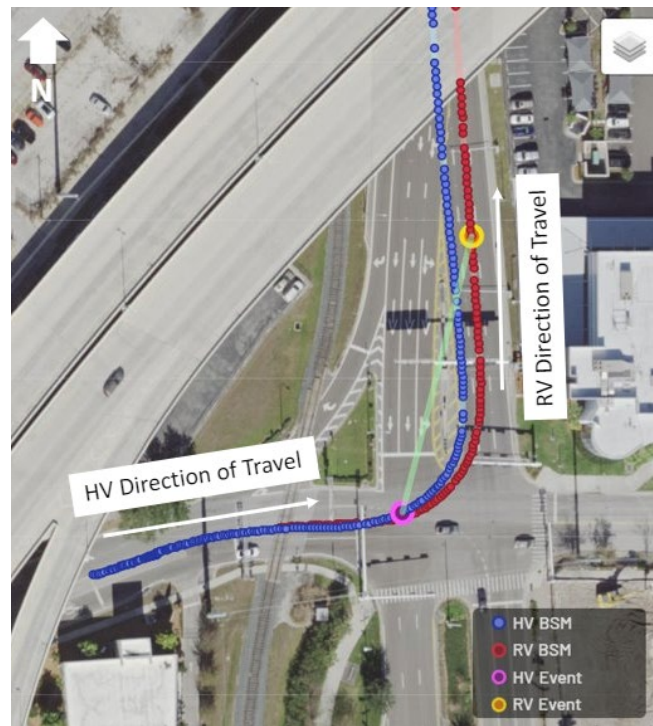 N
RV Direction of Travel
HV Direction of Travel
HV BSM
RV BSM
HV Event
RV Event